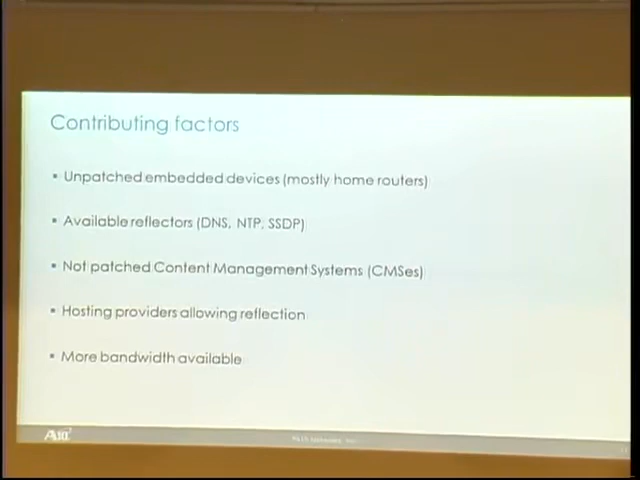 Contributing factors
▪ Unpatched embedded devices (mostly home routers)
▪ Available reflectors (DNS, NTP, SSDP)
▪ Not patched Content Management Systems (CMSes)
▪ Hosting providers allowing reflection
▪ More bandwidth available